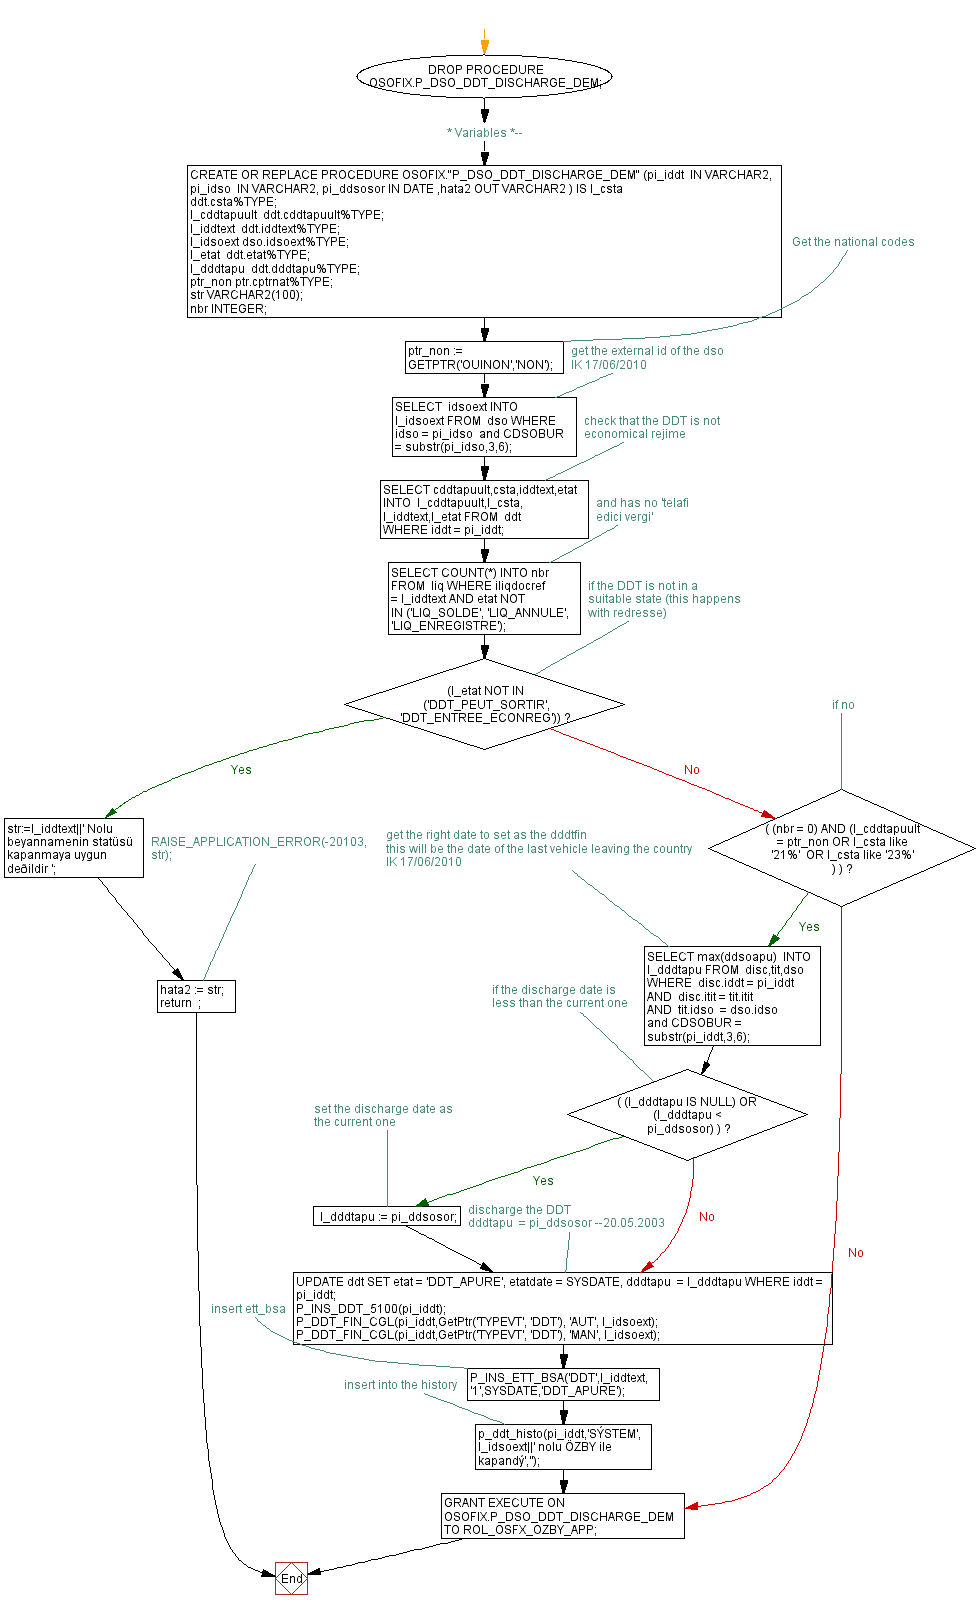 DROP PROCEDURE
OSOFIX.P_DSO_DDT_DISCHARGE_DEM;
* Variables *--
CREATE OR REPLACE PROCEDURE OSOFIX."P_DSO_DDT_DISCHARGE_DEM" (pi_iddt  IN VARCHAR2,
pi_idso  IN VARCHAR2, pi_ddsosor IN DATE ,hata2 OUT VARCHAR2 ) IS l_csta
ddt.csta%TYPE;
l_cddtapuult  ddt.cddtapuult%TYPE;
l_iddtext  ddt.iddtext%TYPE;
l_idsoext dso.idsoext%TYPE;
l_etat  ddt.etat%TYPE;
l_dddtapu  ddt.dddtapu%TYPE;
ptr_non ptr.cptrnat%TYPE;
str VARCHAR2(100);
nbr INTEGER;
Get the national codes
ptr_non :=
GETPTR('OUINON','NON');
get the external id of the dso
IK 17/06/2010
SELECT  idsoext INTO
l_idsoext FROM  dso WHERE
idso = pi_idso  and CDSOBUR
= substr(pi_idso,3,6);
check that the DDT is not
economical rejime
SELECT cddtapuult,csta,iddtext,etat
INTO  l_cddtapuult,l_csta,
l_iddtext,l_etat FROM  ddt
WHERE iddt = pi_iddt;
and has no 'telafi
edici vergi'
SELECT COUNT(*) INTO nbr
FROM  liq WHERE iliqdocref
= l_iddtext AND etat NOT
IN ('LIQ_SOLDE', 'LIQ_ANNULE',
'LIQ_ENREGISTRE');
if the DDT is not in a
suitable state (this happens
with redresse)
(l_etat NOT IN
('DDT_PEUT_SORTIR',
'DDT_ENTREE_ECONREG')) ?
if no
Yes
No
str:=l_iddtext||' Nolu
beyannamenin statüsü
kapanmaya uygun
deðildir ';
RAISE_APPLICATION_ERROR(-20103,
str);
get the right date to set as the dddtfin
this will be the date of the last vehicle leaving the country
IK 17/06/2010
( (nbr = 0) AND (l_cddtapuult
= ptr_non OR l_csta like
'21%'  OR l_csta like '23%'
) ) ?
Yes
hata2 := str;
return  ;
SELECT max(ddsoapu)  INTO
l_dddtapu FROM  disc,tit,dso
WHERE  disc.iddt = pi_iddt
AND  disc.itit = tit.itit
AND  tit.idso  = dso.idso
and CDSOBUR =
substr(pi_iddt,3,6);
if the discharge date is
less than the current one
( (l_dddtapu IS NULL) OR
(l_dddtapu <
pi_ddsosor) ) ?
set the discharge date as
the current one
Yes
No
l_dddtapu := pi_ddsosor;
discharge the DDT
dddtapu  = pi_ddsosor --20.05.2003
No
UPDATE ddt SET etat = 'DDT_APURE', etatdate = SYSDATE, dddtapu  = l_dddtapu WHERE iddt =
pi_iddt;
P_INS_DDT_5100(pi_iddt);
P_DDT_FIN_CGL(pi_iddt,GetPtr('TYPEVT', 'DDT'), 'AUT', l_idsoext);
P_DDT_FIN_CGL(pi_iddt,GetPtr('TYPEVT', 'DDT'), 'MAN', l_idsoext);
insert ett_bsa
P_INS_ETT_BSA('DDT',l_iddtext,
'1',SYSDATE,'DDT_APURE');
insert into the history
p_ddt_histo(pi_iddt,'SÝSTEM',
l_idsoext||' nolu ÖZBY ile
kapandý','');
GRANT EXECUTE ON
OSOFIX.P_DSO_DDT_DISCHARGE_DEM
TO ROL_OSFX_OZBY_APP;
End